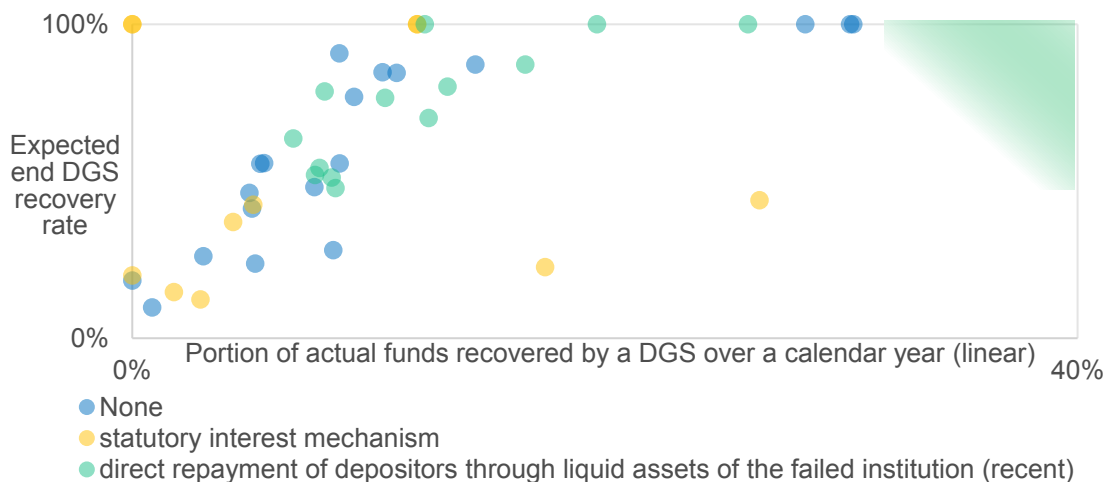 100%
Expected
end DGS
recovery
rate
0%
Portion of actual funds recovered by a DGS over a calendar year (linear)
0%
40%
None
statutory interest mechanism
direct repayment of depositors through liquid assets of the failed institution (recent)